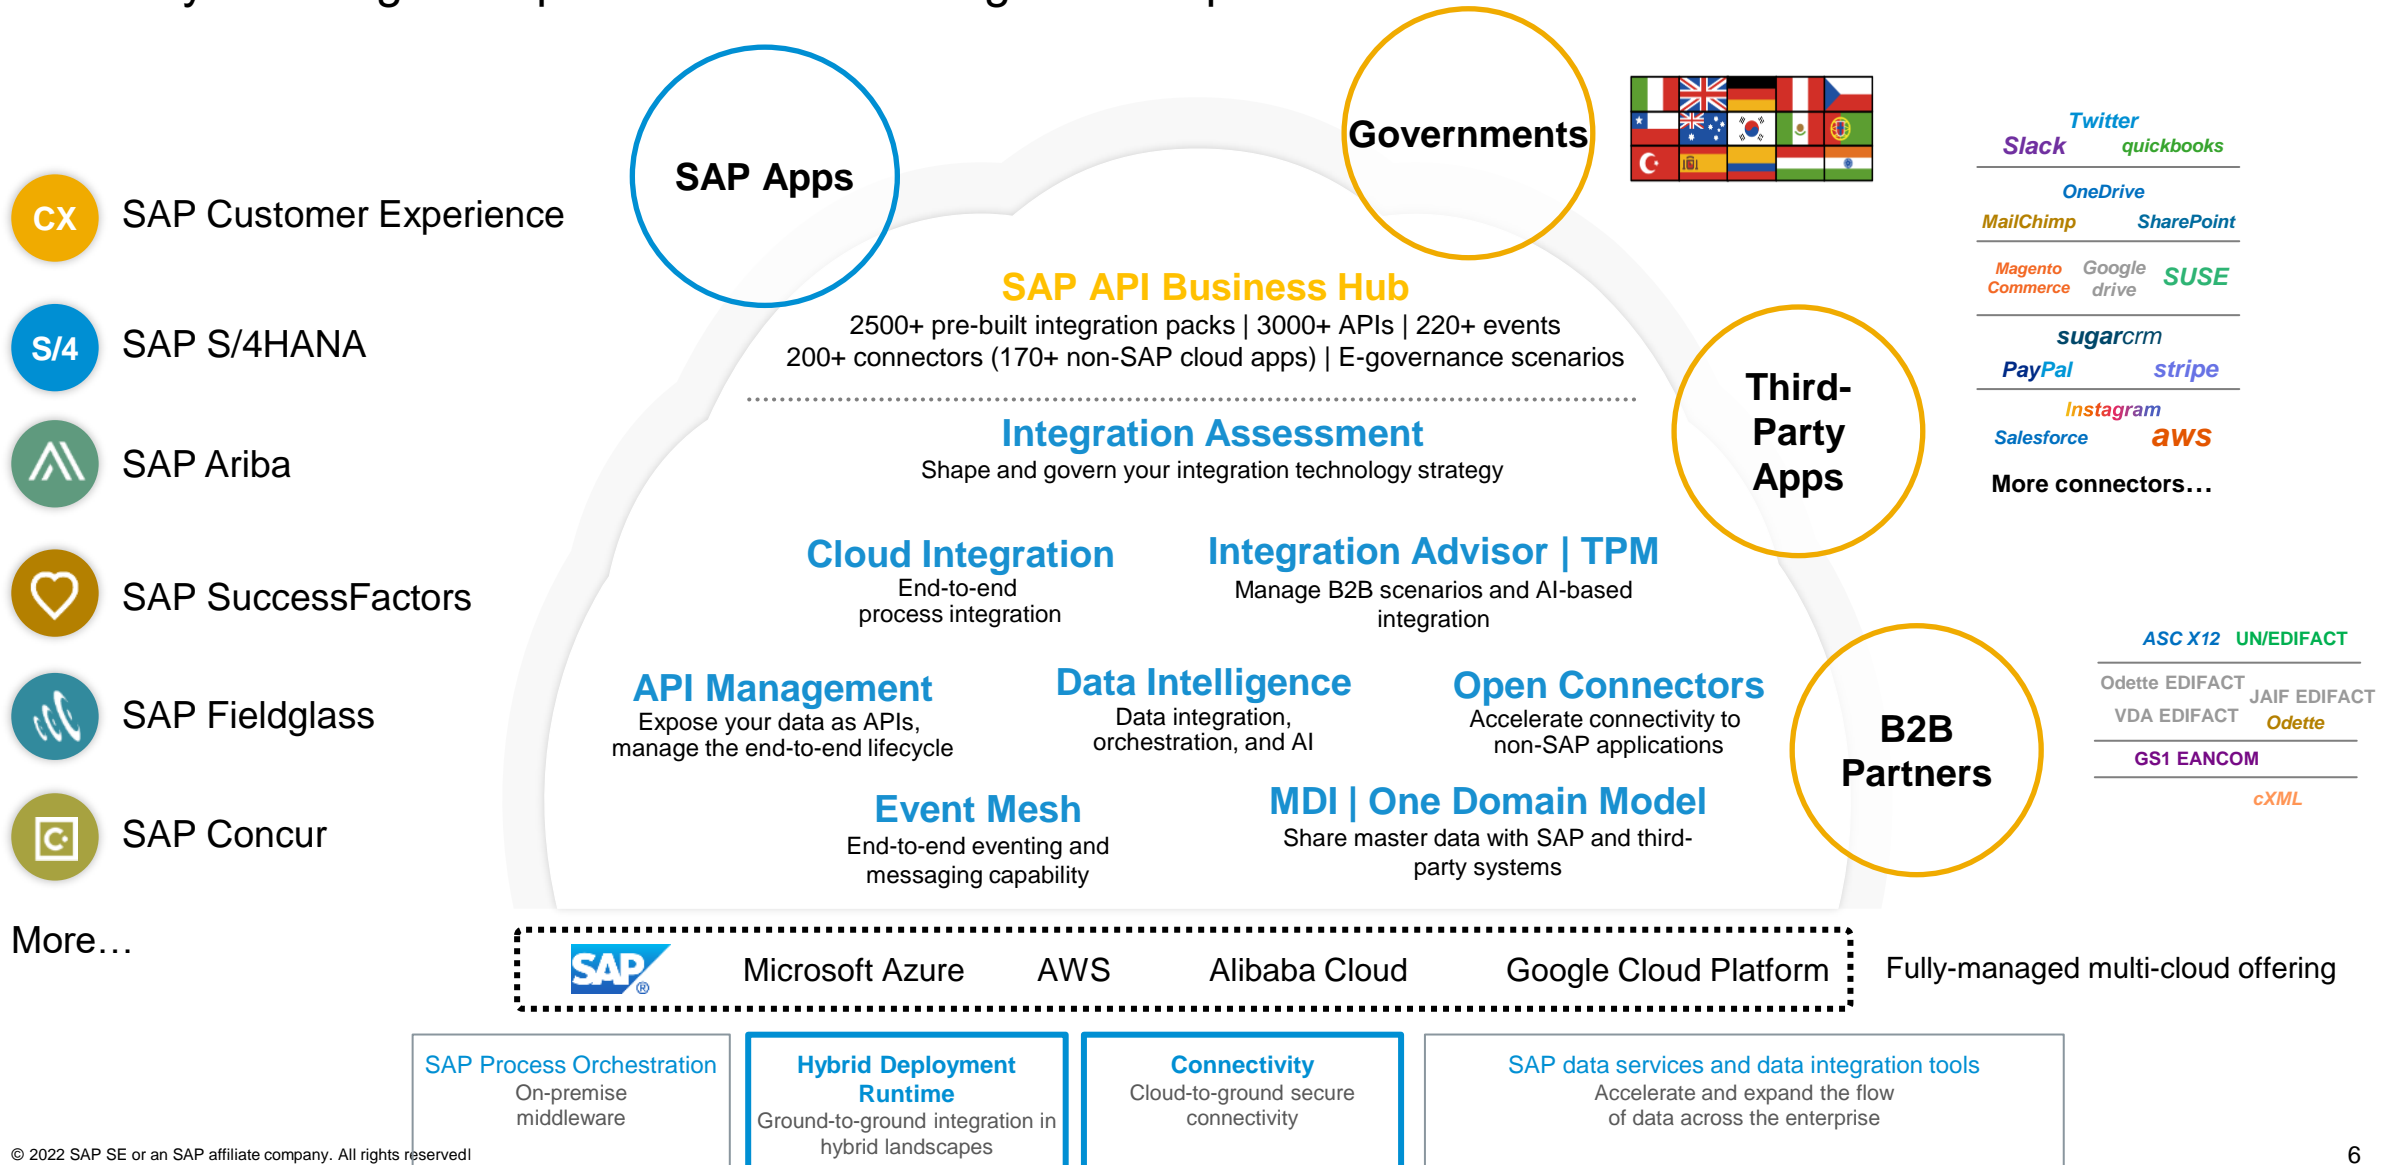 SAP Apps
Governments
Twitter
Slack quickbooks
OneDrive
MailChimp SharePoint
Magento Commerce
Google drive
SUSE
sugarcrm
PayPal stripe
Instagram
Salesforce aws
More connectors…
CX SAP Customer Experience
S/4 SAP S/4HANA
SAP Ariba
SAP SuccessFactors
SAP Fieldglass
C. SAP Concur
More…
SAP API Business Hub
2500+ pre-built integration packs | 3000+ APIs | 220+ events
200+ connectors (170+ non-SAP cloud apps) | E-governance scenarios
Third-
Party
Apps
Integration Assessment
Shape and govern your integration technology strategy
Cloud Integration
End-to-end
process integration
Integration Advisor | TPM
Manage B2B scenarios and AI-based
integration
API Management
Expose your data as APIs,
manage the end-to-end lifecycle
Data Intelligence
Data integration,
orchestration, and AI
Open Connectors
Accelerate connectivity to
non-SAP applications
B2B
Partners
ASC X12 UN/EDIFACT
Odette EDIFACT
JAIF EDIFACT
VDA EDIFACT
Odette
GS1 EANCOM
cXML
Event Mesh
End-to-end eventing and
messaging capability
MDI | One Domain Model
Share master data with SAP and third-
party systems
SAP® Microsoft Azure AWS Alibaba Cloud Google Cloud Platform
Fully-managed multi-cloud offering
SAP Process Orchestration
On-premise
middleware
Hybrid Deployment
Runtime
Ground-to-ground integration in
hybrid landscapes
Connectivity
Cloud-to-ground secure
connectivity
SAP data services and data integration tools
Accelerate and expand the flow
of data across the enterprise
© 2022 SAP SE or an SAP affiliate company. All rights reserved|
6